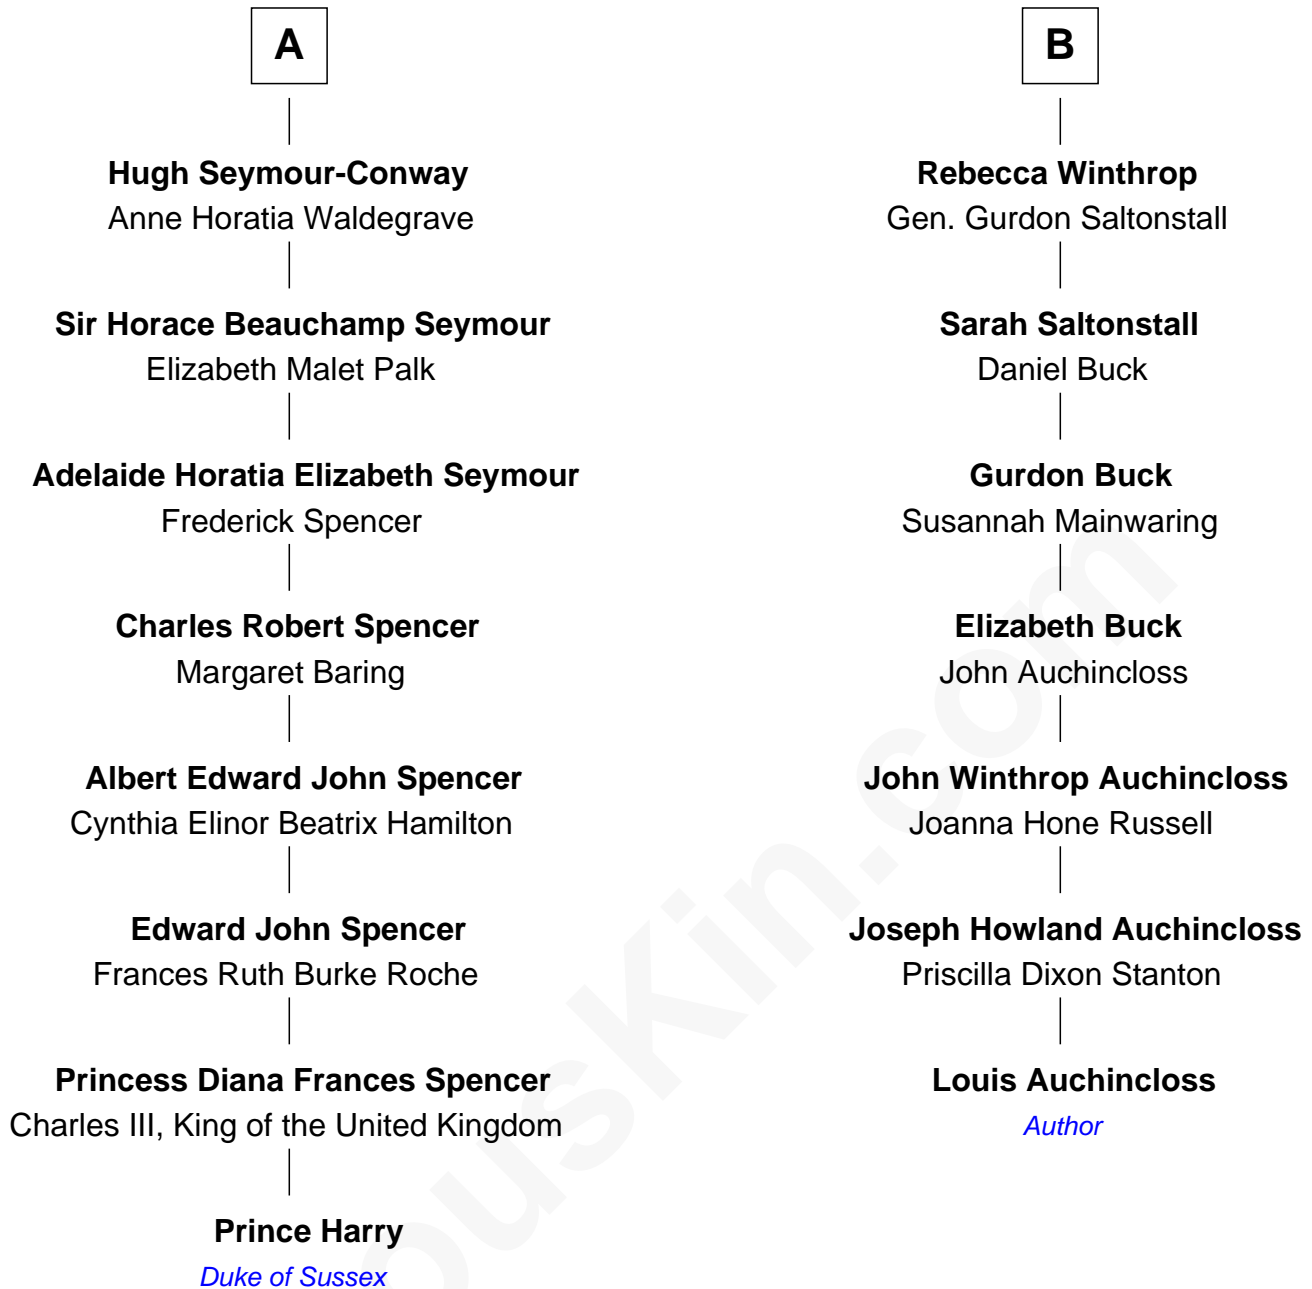 A
Hugh Seymour-Conway
Anne Horatia Waldegrave
Sir Horace Beauchamp Seymour
Elizabeth Malet Palk
Adelaide Horatia Elizabeth Seymour
Frederick Spencer
Charles Robert Spencer
Margaret Baring
Albert Edward John Spencer
Cynthia Elinor Beatrix Hamilton
Edward John Spencer
Frances Ruth Burke Roche
Princess Diana Frances Spencer
Charles III, King of the United Kingdom
Prince Harry
Duke of Sussex
B
Rebecca Winthrop
Gen. Gurdon Saltonstall
Sarah Saltonstall
Daniel Buck
Gurdon Buck
Susannah Mainwaring
Elizabeth Buck
John Auchincloss
John Winthrop Auchincloss
Joanna Hone Russell
Joseph Howland Auchincloss
Priscilla Dixon Stanton
Louis Auchincloss
Author
ousKin.com